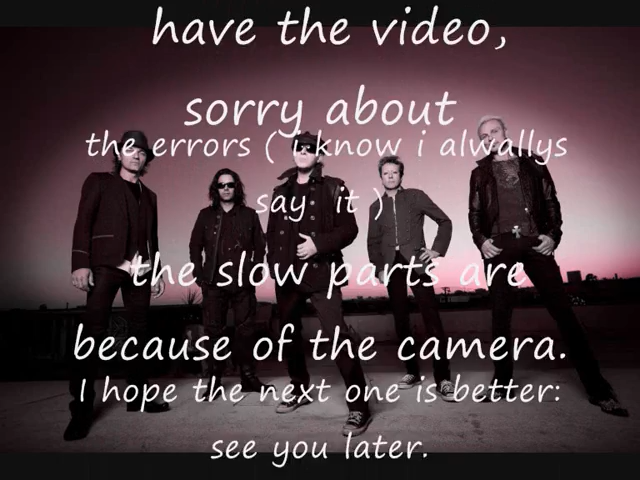 have the video,
sorry about
the errors ( i know i alwallys
say it )
the slow parts are
because of the camera.
I hope the next one is better:
see you later.